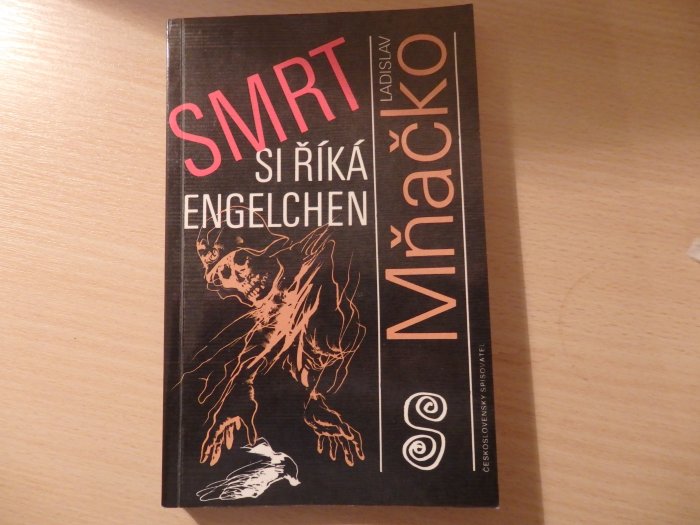 SMRT
SI ŘÍKÁ
ENGELCHEN
LADISLAV
Mňačko
ČESKOSLOVENSKÝ SPISOVATEL